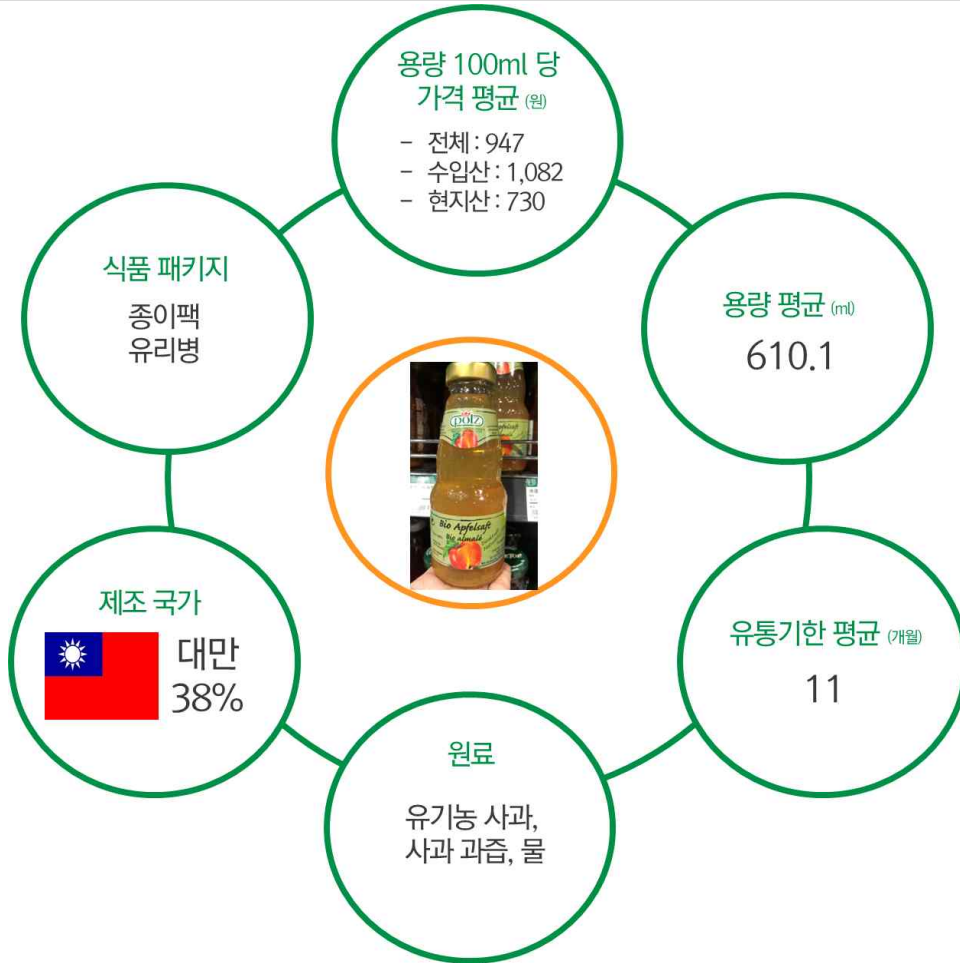 용량 100ml 당
가격 평균 (원)
- 전체 : 947
- 수입산 : 1,082
- 현지산 : 730
식품 패키지
종이팩
유리병
용량 평균 (ml)
610.1
polz
Bio Apfelsaft
Bio almalé
제조 국가
대만
38%
유통기한 평균 (개월)
11
원료
유기농 사과,
사과 과즙, 물